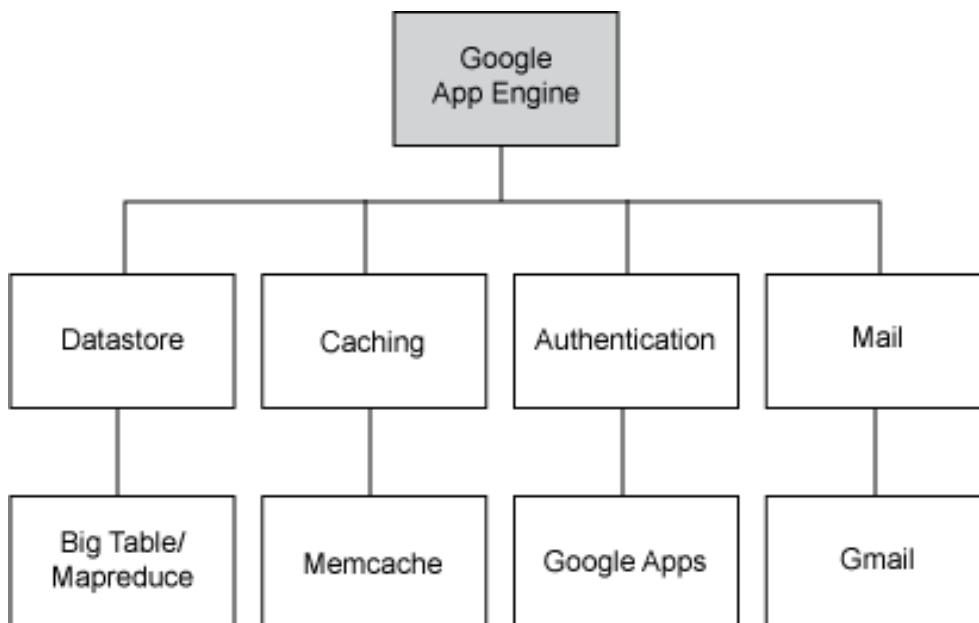 Google
App Engine
Datastore
Caching
Authentication
Mail
Big Table/
Mapreduce
Memcache
Google Apps
Gmail